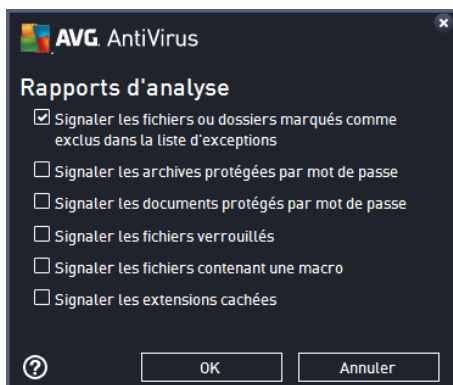 AVG AntiVirus
Rapports d'analyse
Signaler les fichiers ou dossiers marqués comme
exclus dans la liste d'exceptions
Signaler les archives protégées par mot de passe
Signaler les documents protégés par mot de passe
Signaler les fichiers verrouillés
Signaler les fichiers contenant une macro
Signaler les extensions cachées
?
OK
Annuler